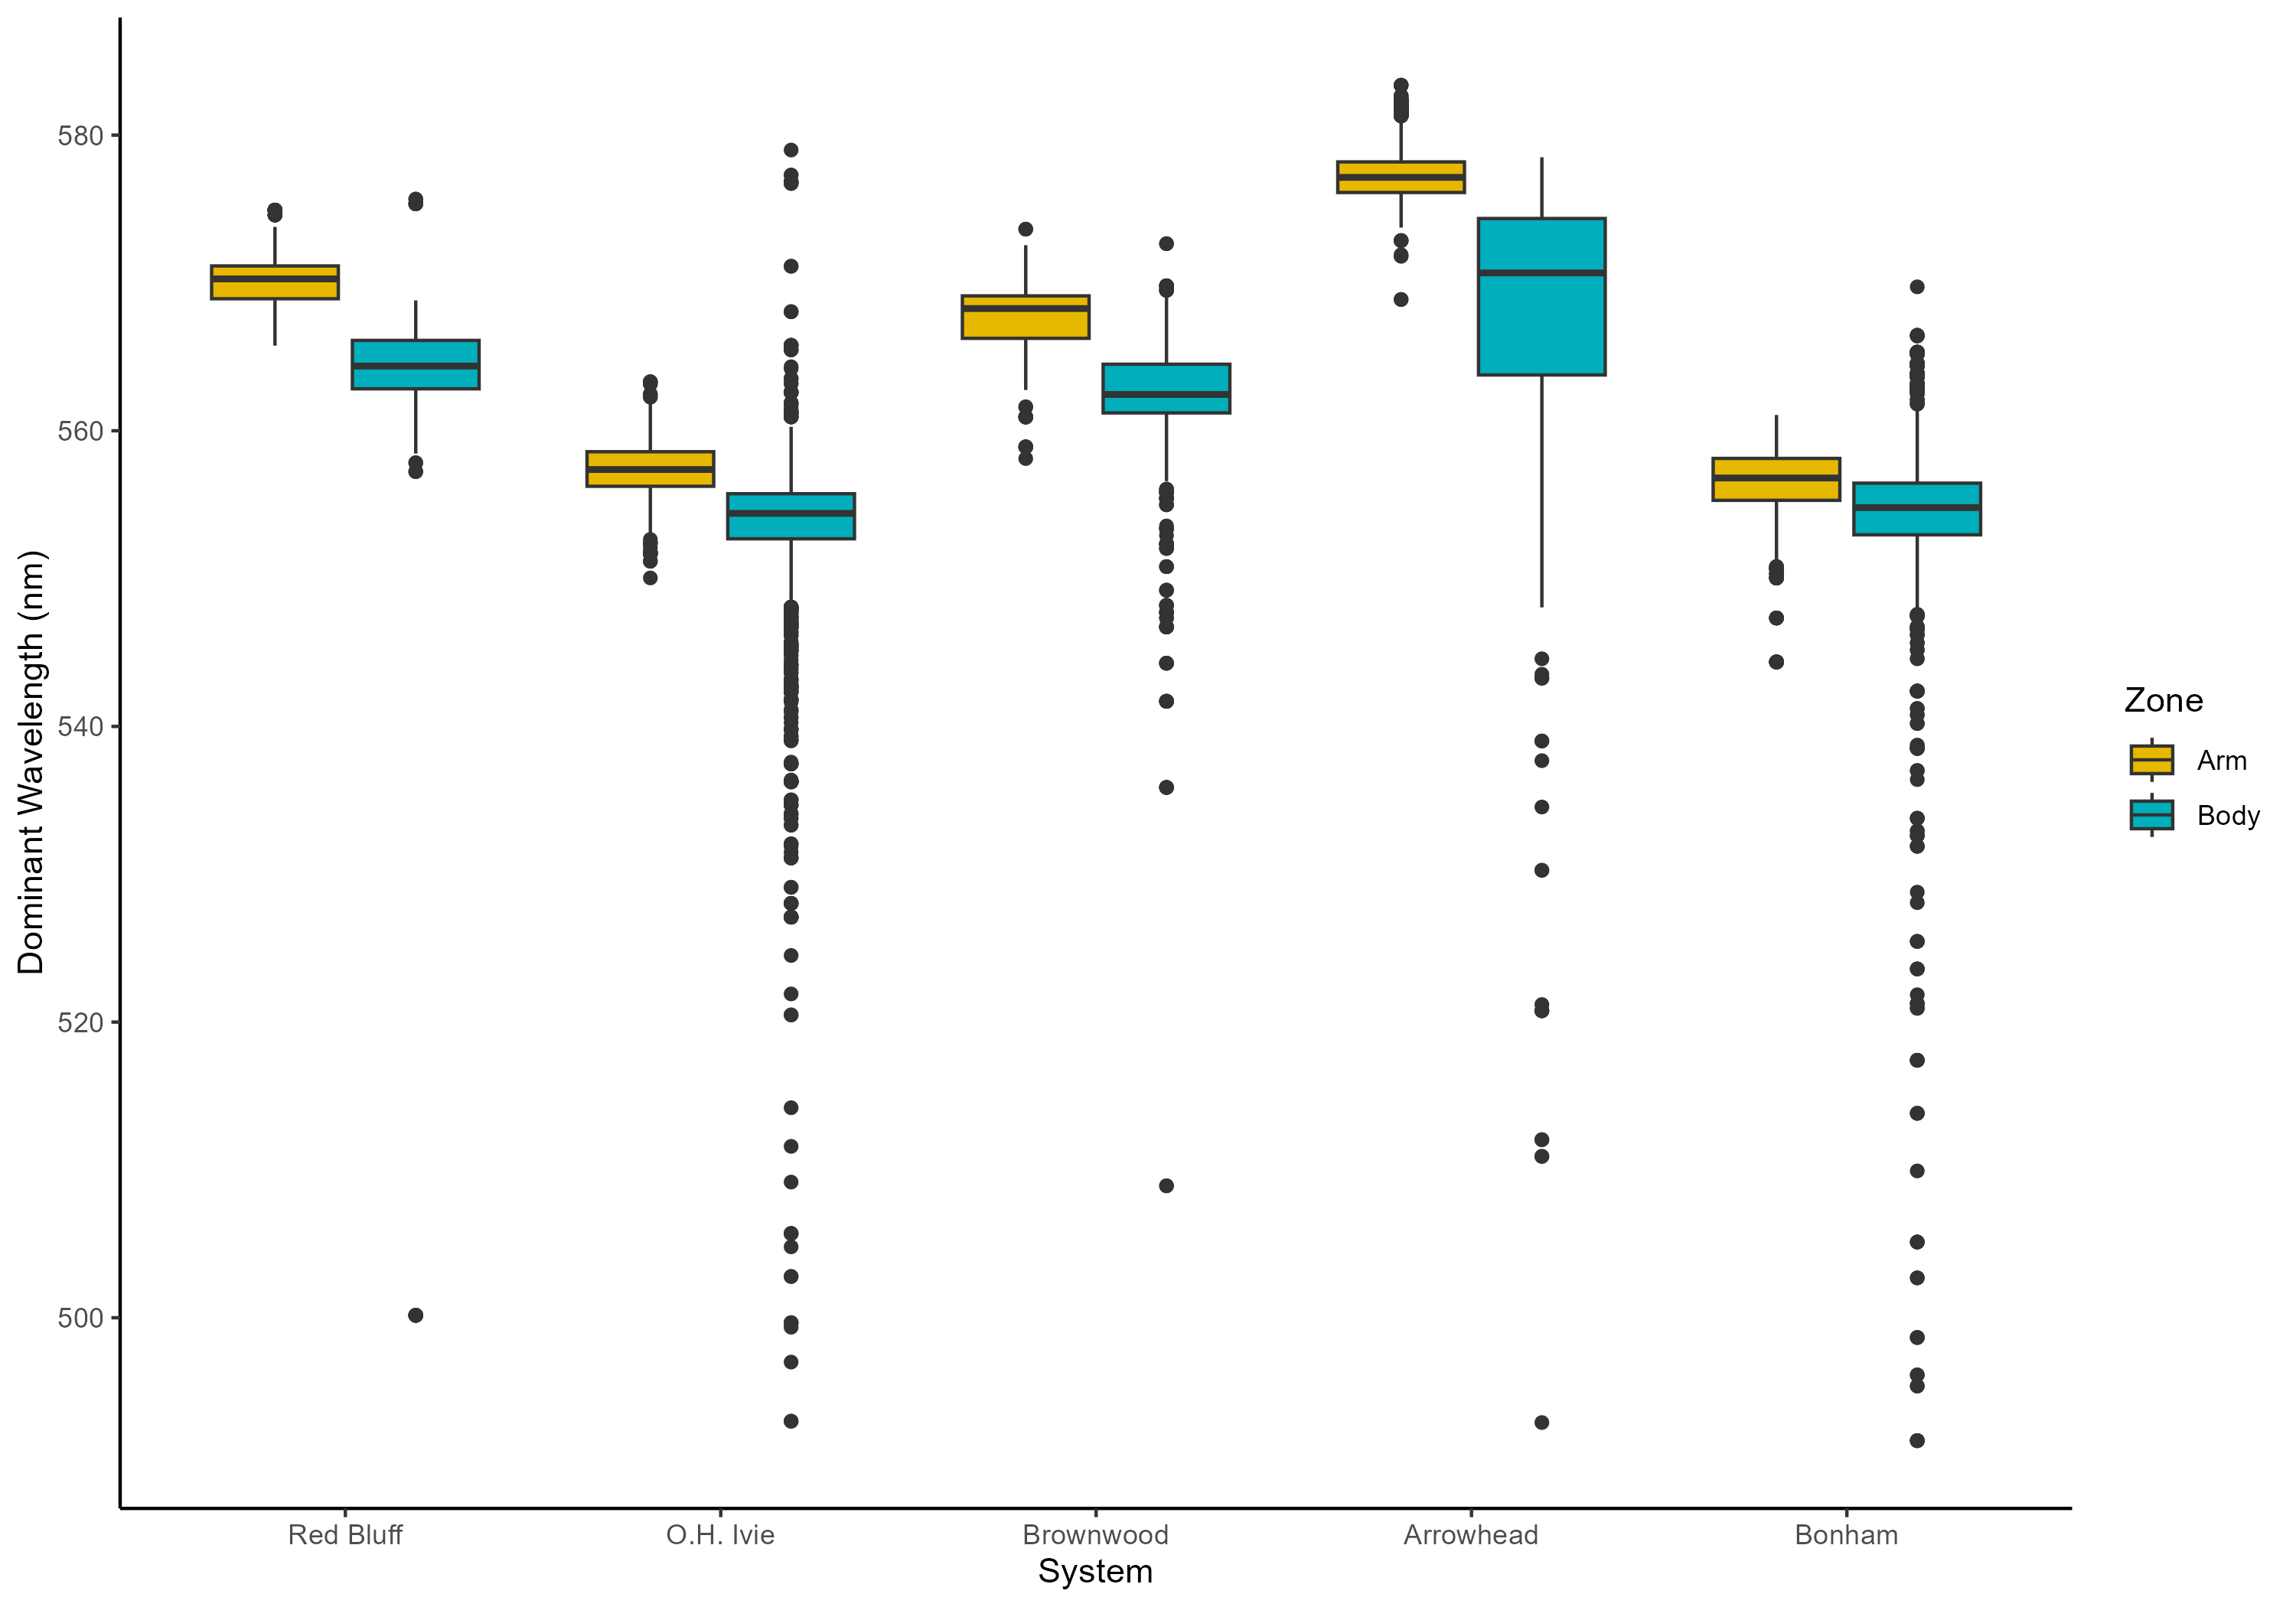 Dominant Wavelength (nm)
580
560
540
520
500
Red Bluff
O.H. Ivie
Brownwood
Arrowhead
Bonham
System
Zone
Arm
Body